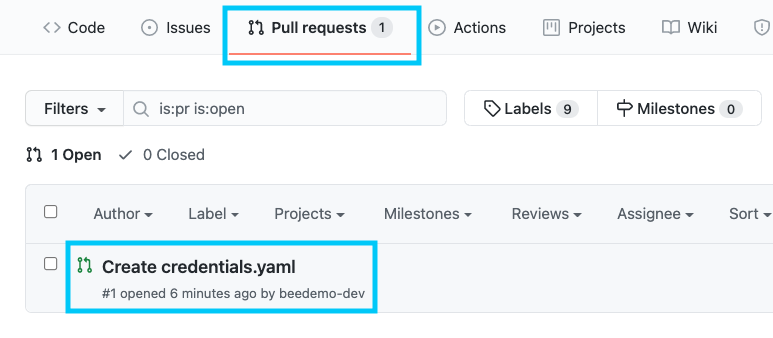 Code Issues Pull requests 1 Actions Projects Wiki
Filters is:pr is:open Labels 9 Milestones 0
1 Open 0 Closed
Author Label Projects Milestones Reviews Assignee Sort
Create credentials.yaml
#1 opened 6 minutes ago by beedemo-dev